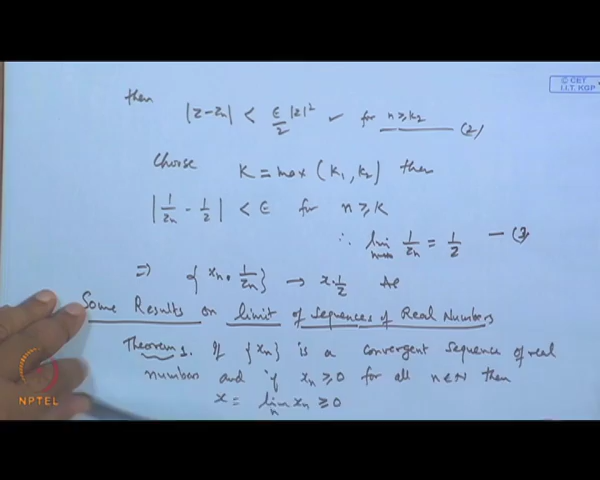 © CET
I.I.T. KGP
then |z-zn| < ε/2 |z|² ✓ for n ≥ k2 (2)
Choose K = max (k1, k2) then
|1/zn - 1/z| < ε for n ≥ K
∴ lim 1/zn = 1/z — (3)
⇒ {xn · 1/zn} → x · 1/z
Some Results on limit of Sequences of Real Numbers
Theorem 1. If {xn} is a convergent sequence of real
numbers and if xn ≥ 0 for all n ∈ N then
x = lim xn ≥ 0
n
NPTEL